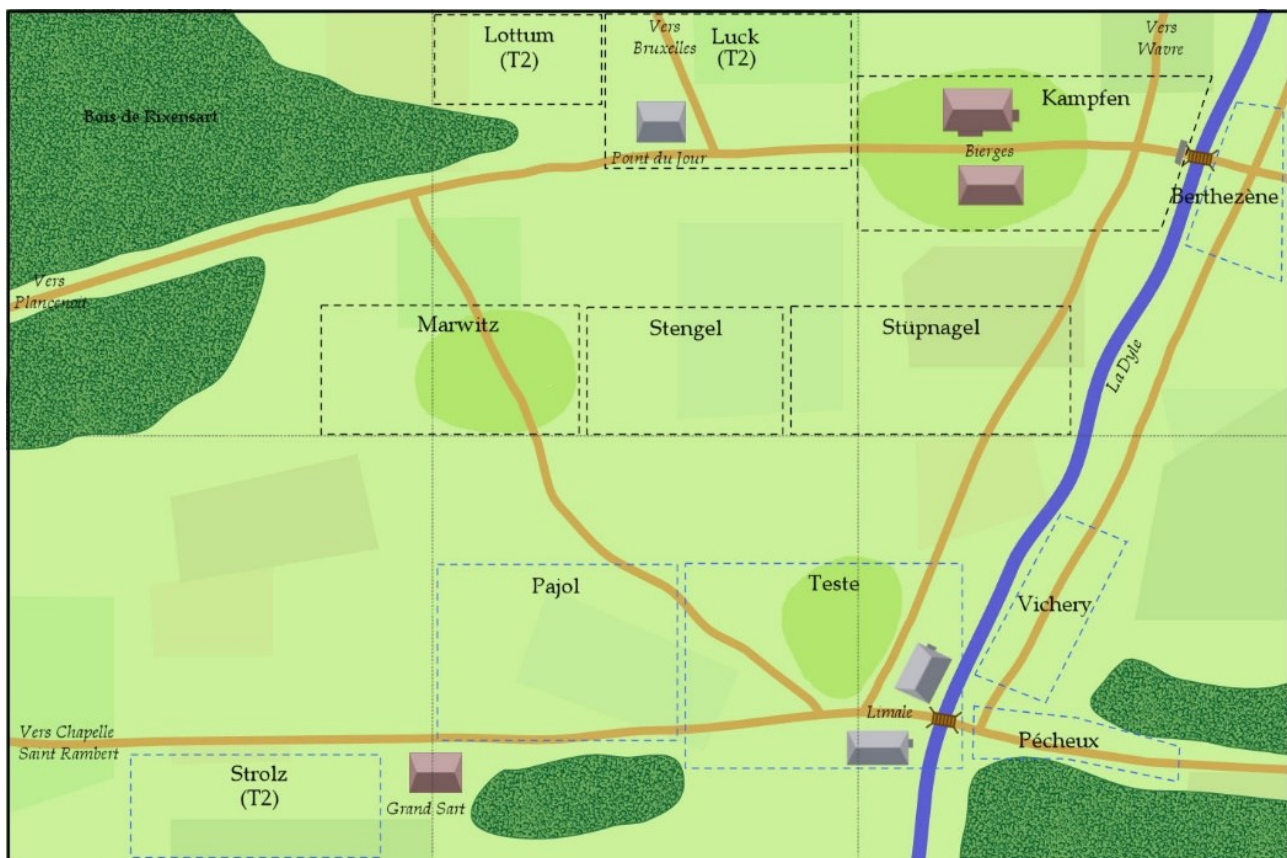 Lottum
(T2)
Vers
Bruxelles
Luck
(T2)
Vers
Wavre
Kampfen
Bois de Rixensart
Point du Jour
Bierges
Berthezène
Vers
Plancenoit
Marwitz
Stengel
Stüpnagel
La Dyle
Pajol
Teste
Vichery
Limale
Vers Chapelle
Saint Rambert
Pécheux
Strolz
(T2)
Grand Sart